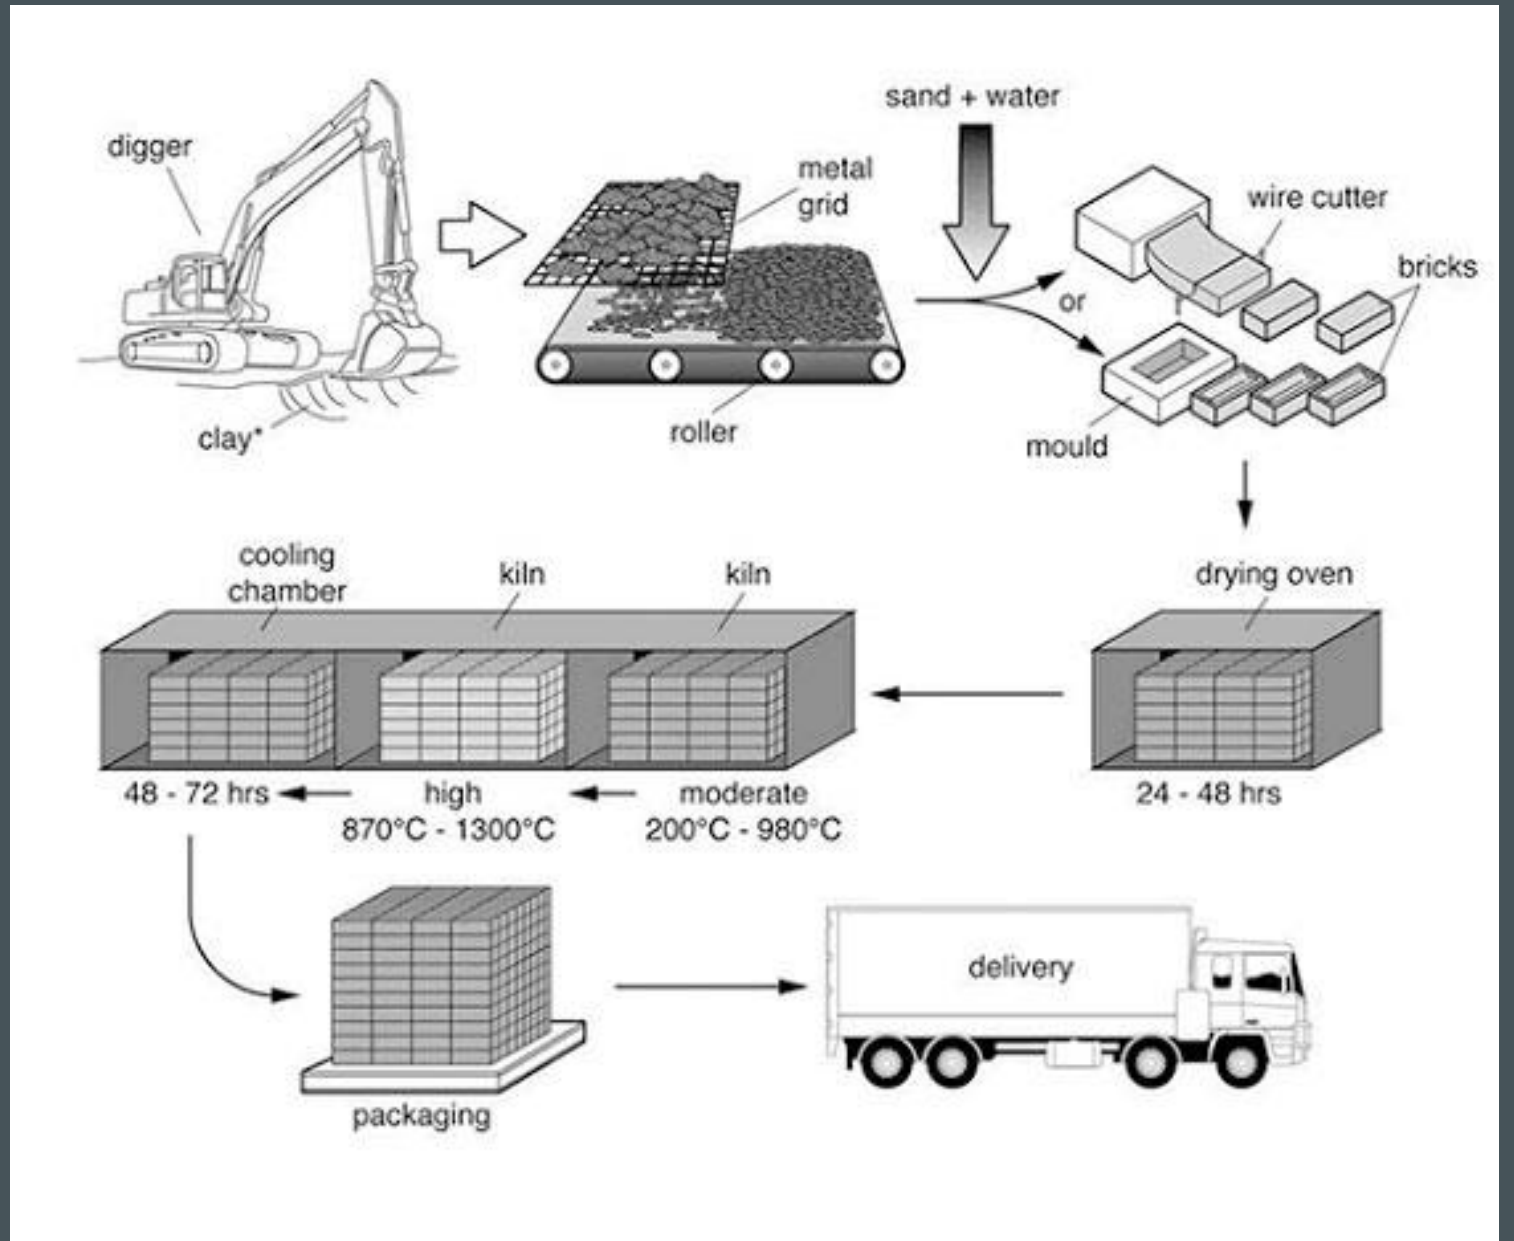 digger
clay*
metal
grid
roller
sand + water
or
wire cutter
bricks
mould
drying oven
24 - 48 hrs
kiln
moderate
200°C - 980°C
kiln
high
870°C - 1300°C
cooling
chamber
48 - 72 hrs
packaging
delivery